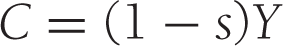 C = (1 − s)Y